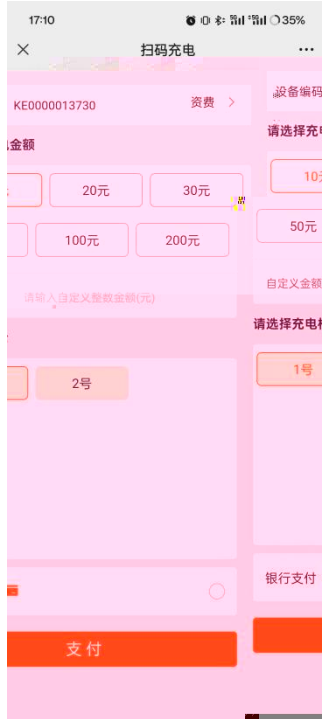 17:10 35%
扫码充电
KE0000013730 资费
设备编码
金额
请选择充电
20元 30元 10元
100元 200元 50元
请输入自定义整数金额(元)
自定义金额
请选择充电
2号 1号
银行支付
支付